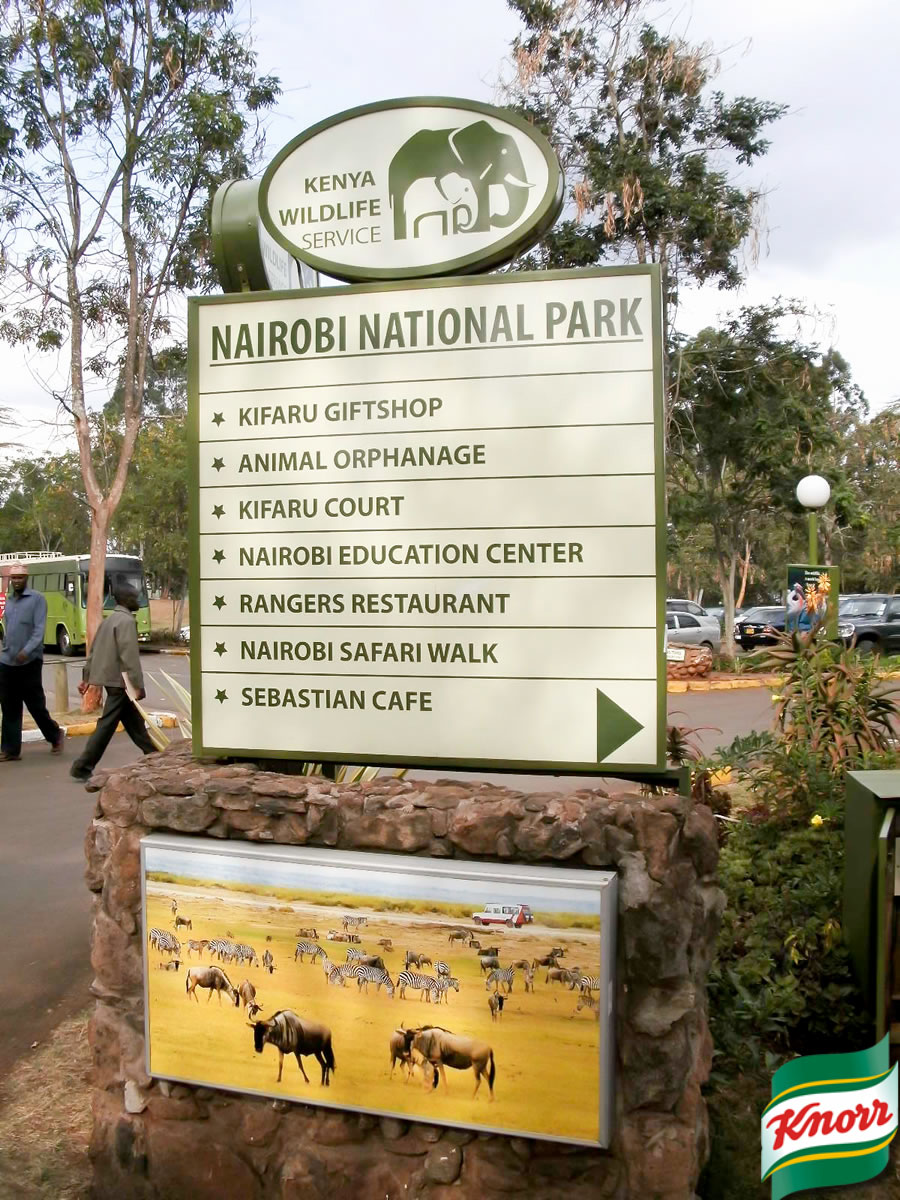 KENYA
WILDLIFE
SERVICE
WILDLIFE
NAIROBI NATIONAL PARK
KIFARU GIFTSHOP
ANIMAL ORPHANAGE
KIFARU COURT
NAIROBI EDUCATION CENTER
RANGERS RESTAURANT
NAIROBI SAFARI WALK
SEBASTIAN CAFE
Knorr